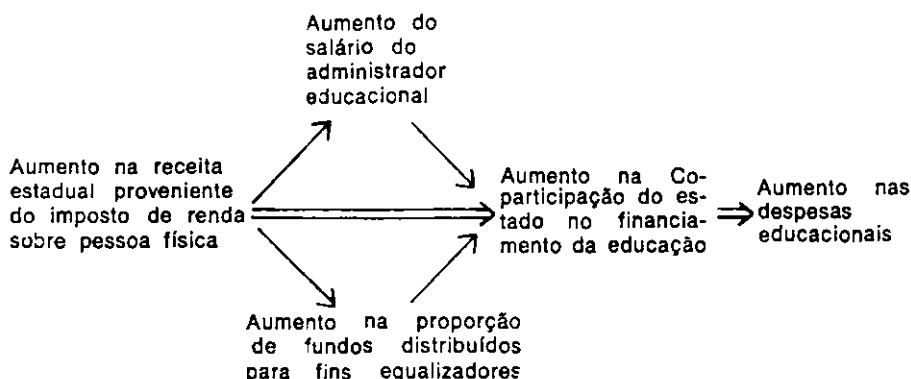 Aumento do
salário do
administrador
educacional
Aumento na receita
estadual proveniente
do imposto de renda
sobre pessoa física
Aumento na Co-
participação do es-
tado no financia-
mento da educação
Aumento nas
despesas
educacionais
Aumento na proporção
de fundos distribuídos
para fins equalizadores